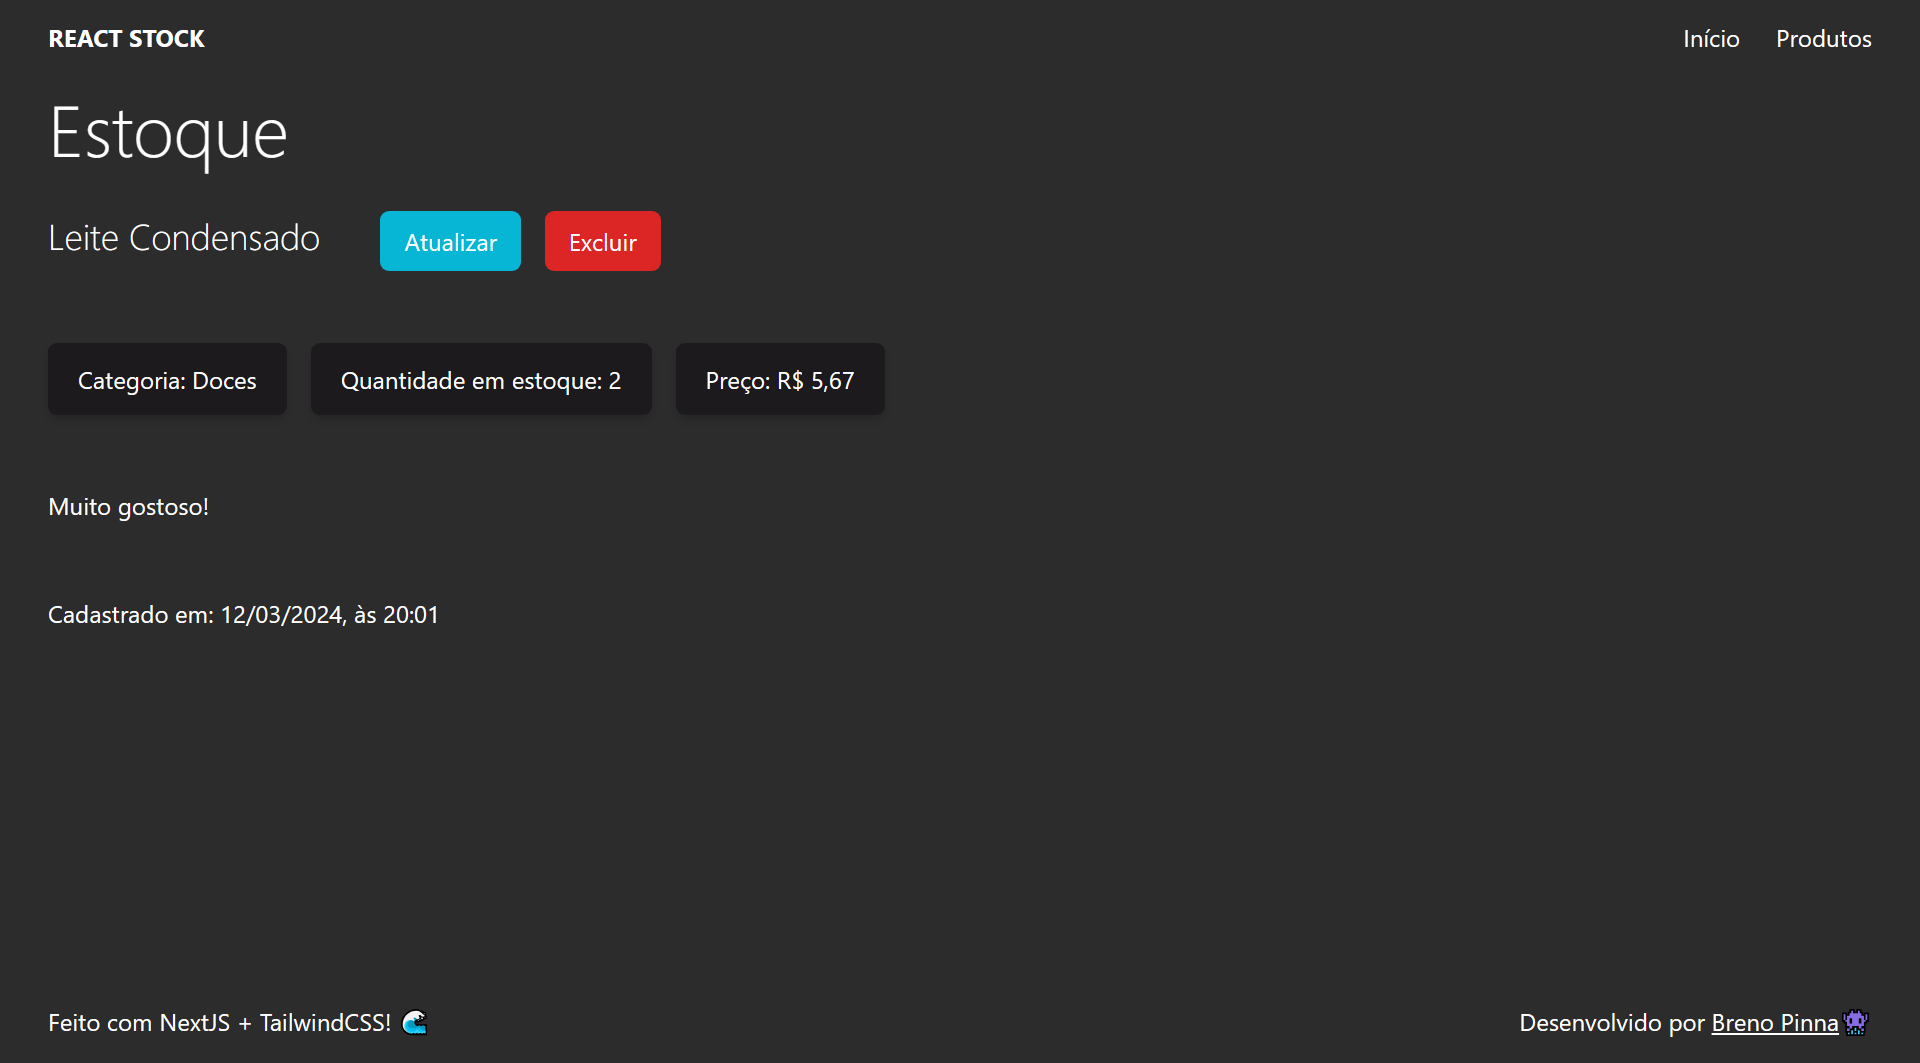 REACT STOCK
Início Produtos
Estoque
Leite Condensado
Atualizar
Excluir
Categoria: Doces
Quantidade em estoque: 2
Preço: R$ 5,67
Muito gostoso!
Cadastrado em: 12/03/2024, às 20:01
Feito com NextJS + TailwindCSS! 🌊
Desenvolvido por Breno Pinna 👾